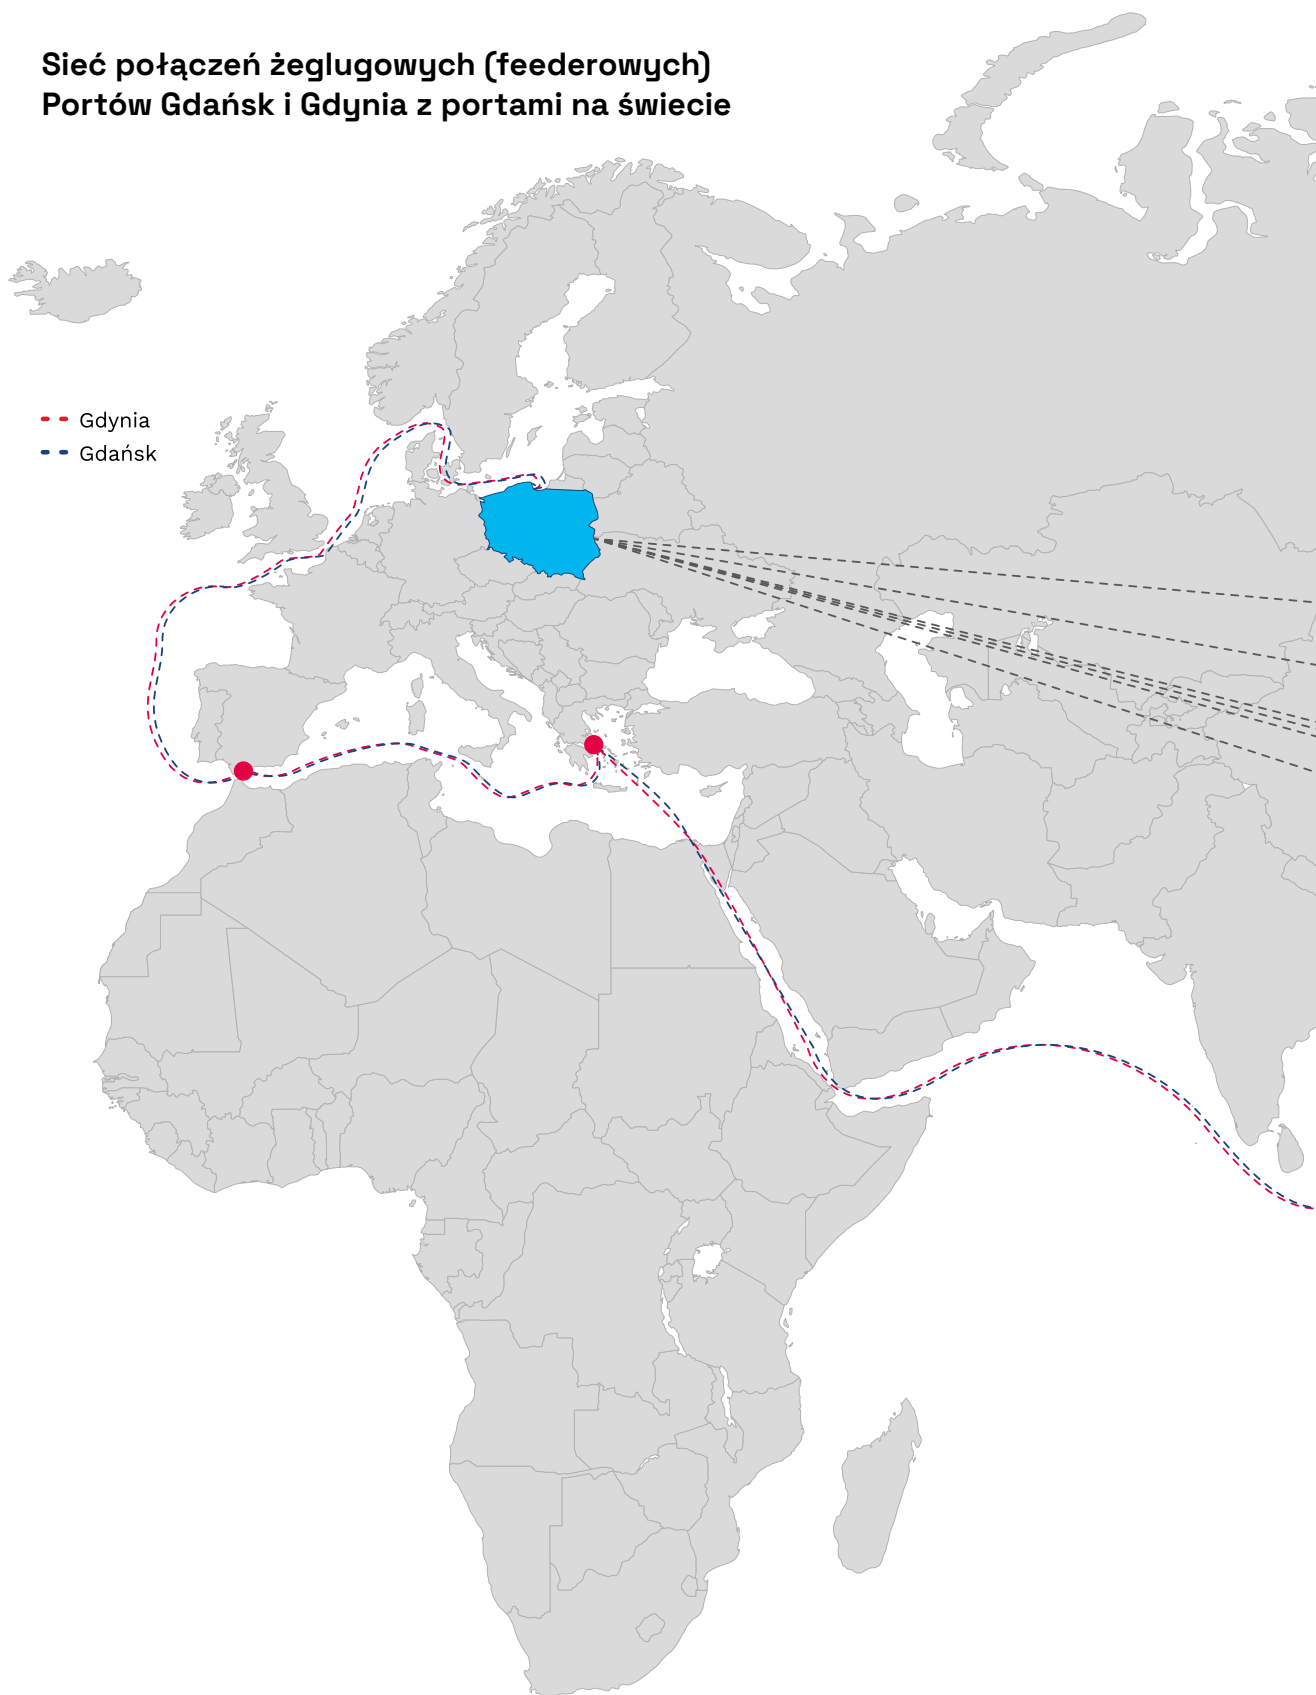 Sieć połączeń żeglugowych (feederowych)
Portów Gdańsk i Gdynia z portami na świecie
Gdynia
Gdańsk